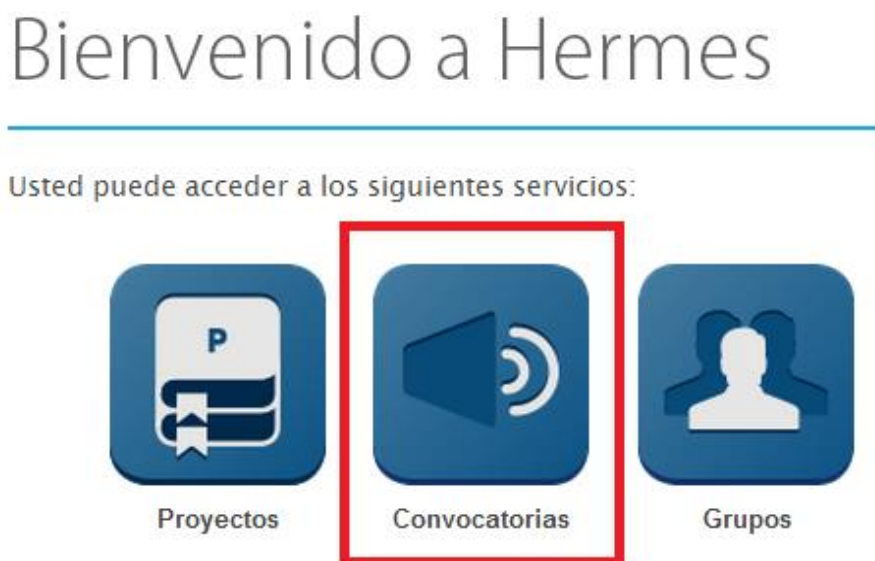 Bienvenido a Hermes
Usted puede acceder a los siguientes servicios:
P
Proyectos
Convocatorias
Grupos